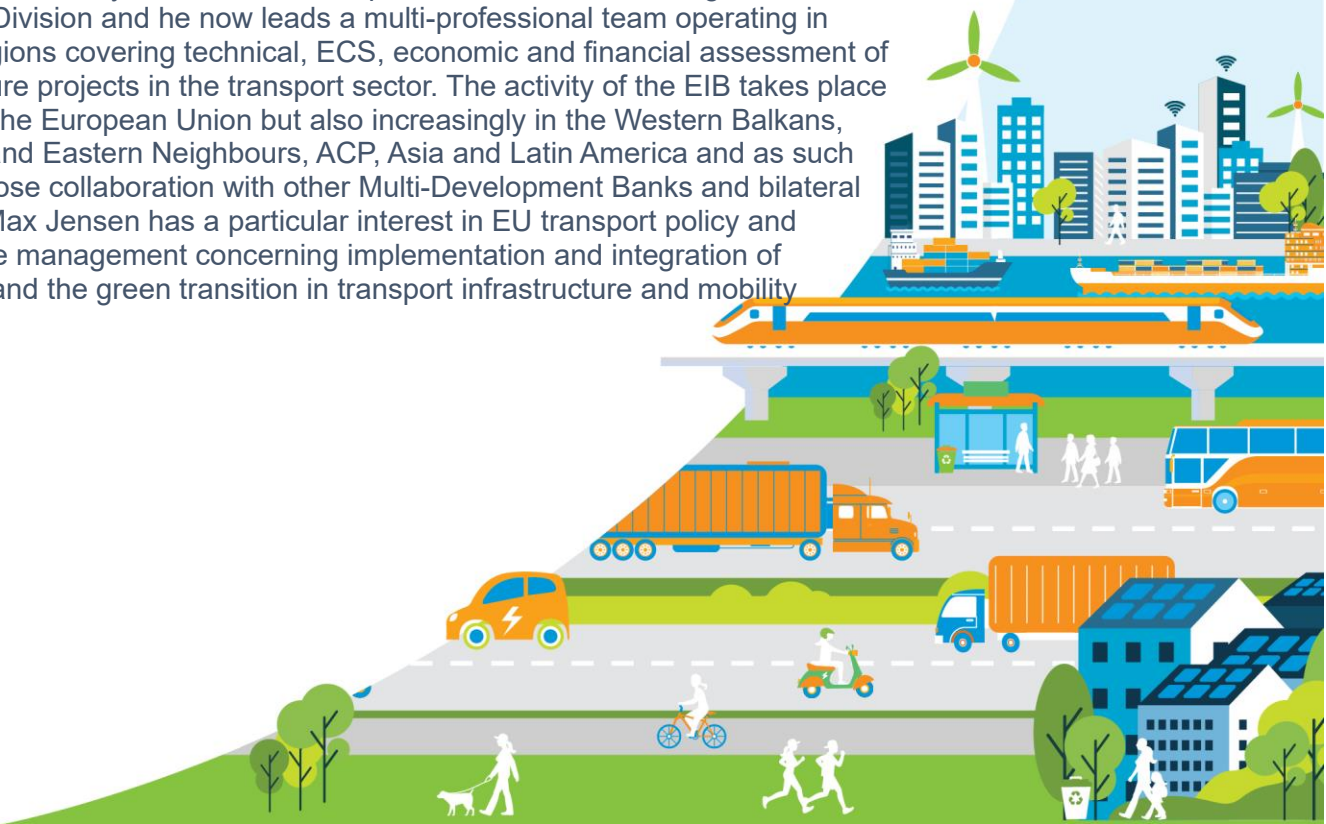 Division and he now leads a multi-professional team operating in
gions covering technical, ECS, economic and financial assessment of
ure projects in the transport sector. The activity of the EIB takes place
the European Union but also increasingly in the Western Balkans,
nd Eastern Neighbours, ACP, Asia and Latin America and as such
ose collaboration with other Multi-Development Banks and bilateral
Max Jensen has a particular interest in EU transport policy and
e management concerning implementation and integration of
and the green transition in transport infrastructure and mobility